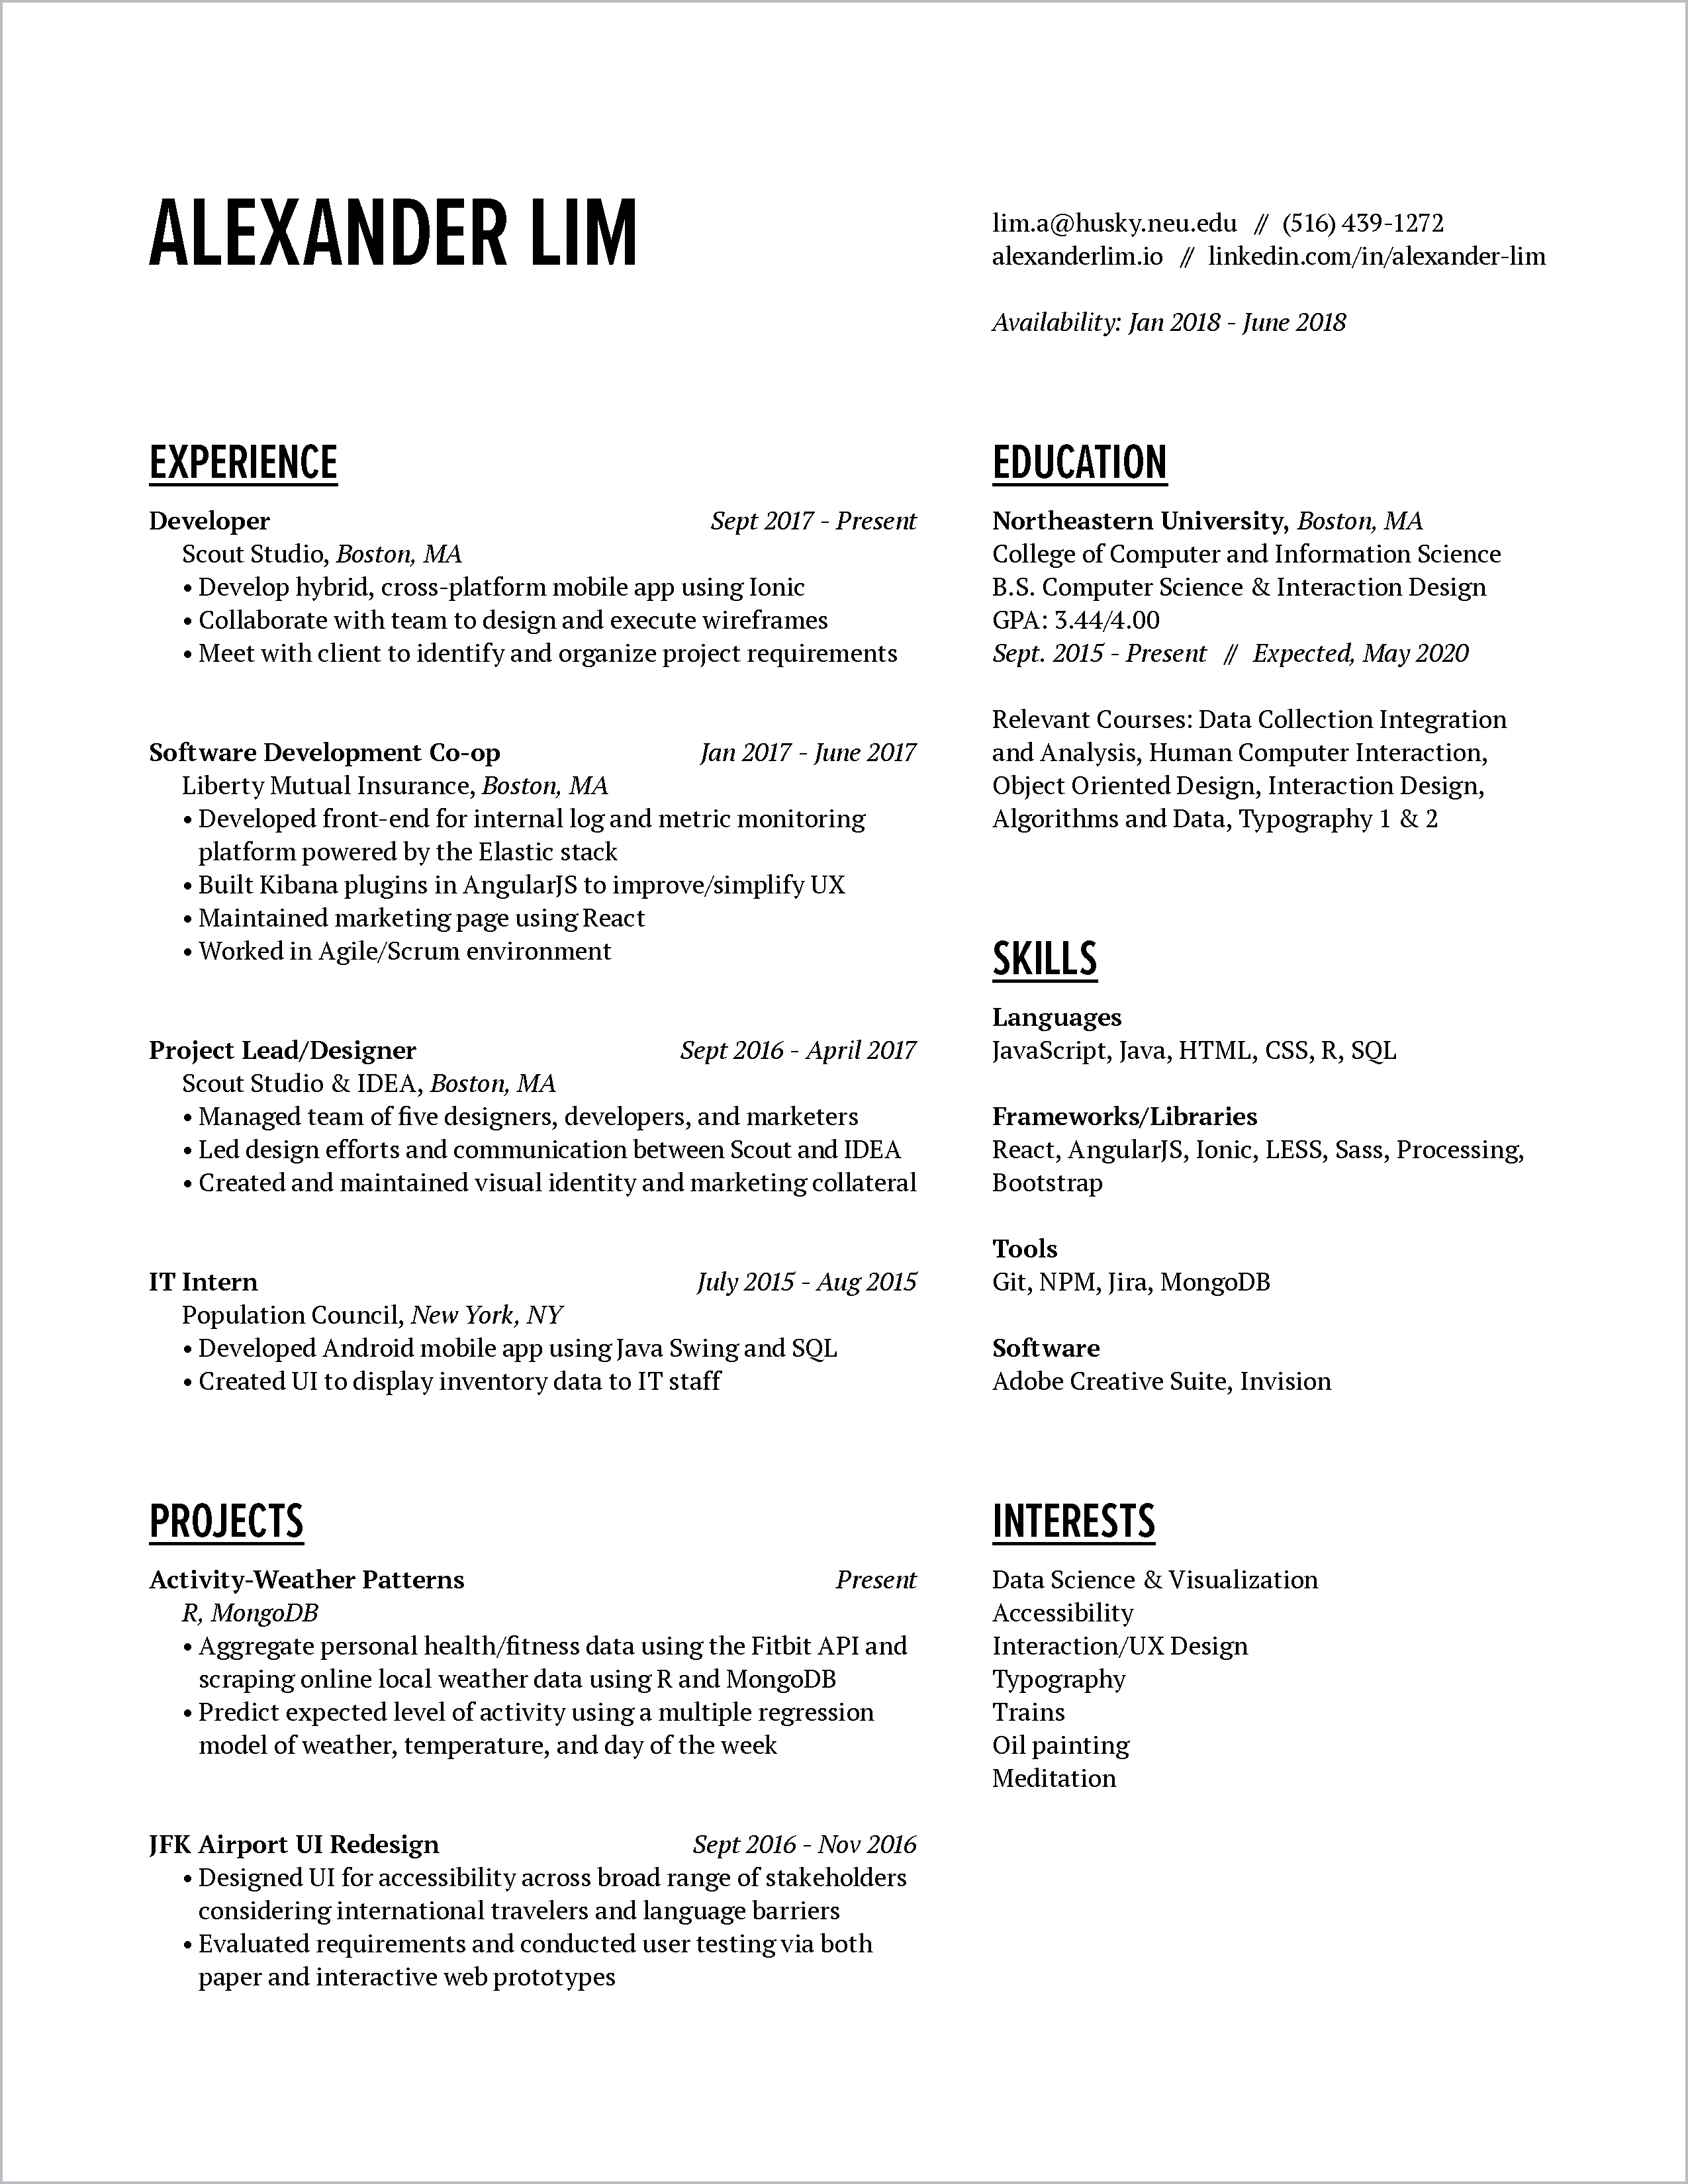 ALEXANDER LIM
lim.a@husky.neu.edu // (516) 439-1272
alexanderlim.io // linkedin.com/in/alexander-lim
Availability: Jan 2018 - June 2018
EXPERIENCE
Developer Sept 2017 - Present
Scout Studio, Boston, MA
• Develop hybrid, cross-platform mobile app using Ionic
• Collaborate with team to design and execute wireframes
• Meet with client to identify and organize project requirements
Software Development Co-op Jan 2017 - June 2017
Liberty Mutual Insurance, Boston, MA
• Developed front-end for internal log and metric monitoring
platform powered by the Elastic stack
• Built Kibana plugins in AngularJS to improve/simplify UX
• Maintained marketing page using React
• Worked in Agile/Scrum environment
Project Lead/Designer Sept 2016 - April 2017
Scout Studio & IDEA, Boston, MA
• Managed team of five designers, developers, and marketers
• Led design efforts and communication between Scout and IDEA
• Created and maintained visual identity and marketing collateral
IT Intern July 2015 - Aug 2015
Population Council, New York, NY
• Developed Android mobile app using Java Swing and SQL
• Created UI to display inventory data to IT staff
PROJECTS
Activity-Weather Patterns Present
R, MongoDB
• Aggregate personal health/fitness data using the Fitbit API and
scraping online local weather data using R and MongoDB
• Predict expected level of activity using a multiple regression
model of weather, temperature, and day of the week
JFK Airport UI Redesign Sept 2016 - Nov 2016
• Designed UI for accessibility across broad range of stakeholders
considering international travelers and language barriers
• Evaluated requirements and conducted user testing via both
paper and interactive web prototypes
EDUCATION
Northeastern University, Boston, MA
College of Computer and Information Science
B.S. Computer Science & Interaction Design
GPA: 3.44/4.00
Sept. 2015 - Present // Expected, May 2020
Relevant Courses: Data Collection Integration
and Analysis, Human Computer Interaction,
Object Oriented Design, Interaction Design,
Algorithms and Data, Typography 1 & 2
SKILLS
Languages
JavaScript, Java, HTML, CSS, R, SQL
Frameworks/Libraries
React, AngularJS, Ionic, LESS, Sass, Processing,
Bootstrap
Tools
Git, NPM, Jira, MongoDB
Software
Adobe Creative Suite, Invision
INTERESTS
Data Science & Visualization
Accessibility
Interaction/UX Design
Typography
Trains
Oil painting
Meditation